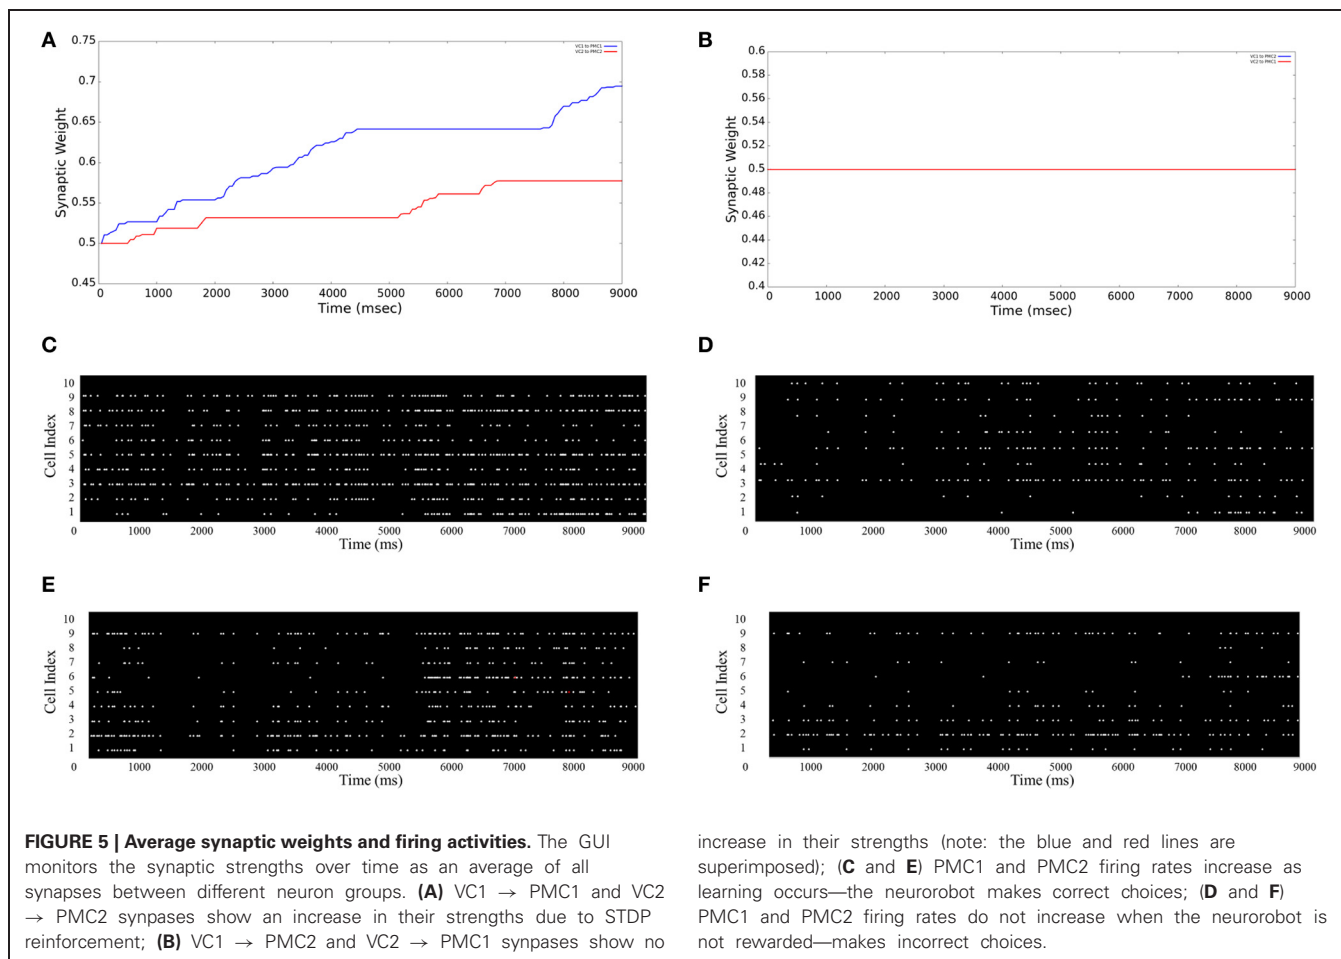 A
0.75
0.7
0.65
0.6
0.55
0.5
0.45
Synaptic Weight
VC1 to PMC1
VC2 to PMC2
0 1000 2000 3000 4000 5000 6000 7000 8000 9000
Time (msec)
B
0.6
0.58
0.56
0.54
0.52
0.5
0.48
0.46
0.44
0.42
0.4
Synaptic Weight
VC1 to PMC2
VC2 to PMC1
0 1000 2000 3000 4000 5000 6000 7000 8000 9000
Time (msec)
C
10
9
8
7
6
5
4
3
2
1
Cell Index
0 1000 2000 3000 4000 5000 6000 7000 8000 9000
Time (ms)
D
10
9
8
7
6
5
4
3
2
1
Cell Index
0 1000 2000 3000 4000 5000 6000 7000 8000 9000
Time (ms)
E
10
9
8
7
6
5
4
3
2
1
Cell Index
0 1000 2000 3000 4000 5000 6000 7000 8000 9000
Time (ms)
F
10
9
8
7
6
5
4
3
2
1
Cell Index
0 1000 2000 3000 4000 5000 6000 7000 8000 9000
Time (ms)
FIGURE 5 | Average synaptic weights and firing activities. The GUI
monitors the synaptic strengths over time as an average of all
synapses between different neuron groups. (A) VC1 → PMC1 and VC2
→ PMC2 synpases show an increase in their strengths due to STDP
reinforcement; (B) VC1 → PMC2 and VC2 → PMC1 synpases show no
increase in their strengths (note: the blue and red lines are
superimposed); (C and E) PMC1 and PMC2 firing rates increase as
learning occurs—the neurorobot makes correct choices; (D and F)
PMC1 and PMC2 firing rates do not increase when the neurorobot is
not rewarded—makes incorrect choices.